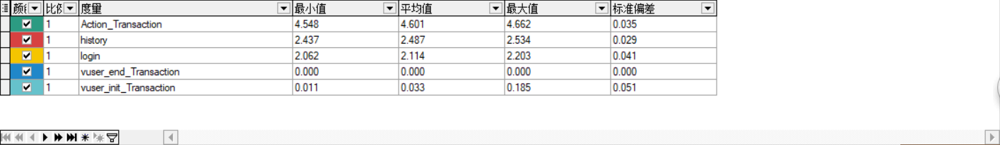 颜色 比例 度量 最小值 平均值 最大值 标准偏差
1 Action_Transaction 4.548 4.601 4.662 0.035
1 history 2.437 2.487 2.534 0.029
1 login 2.062 2.114 2.203 0.041
1 vuser_end_Transaction 0.000 0.000 0.000 0.000
1 vuser_init_Transaction 0.011 0.033 0.185 0.051